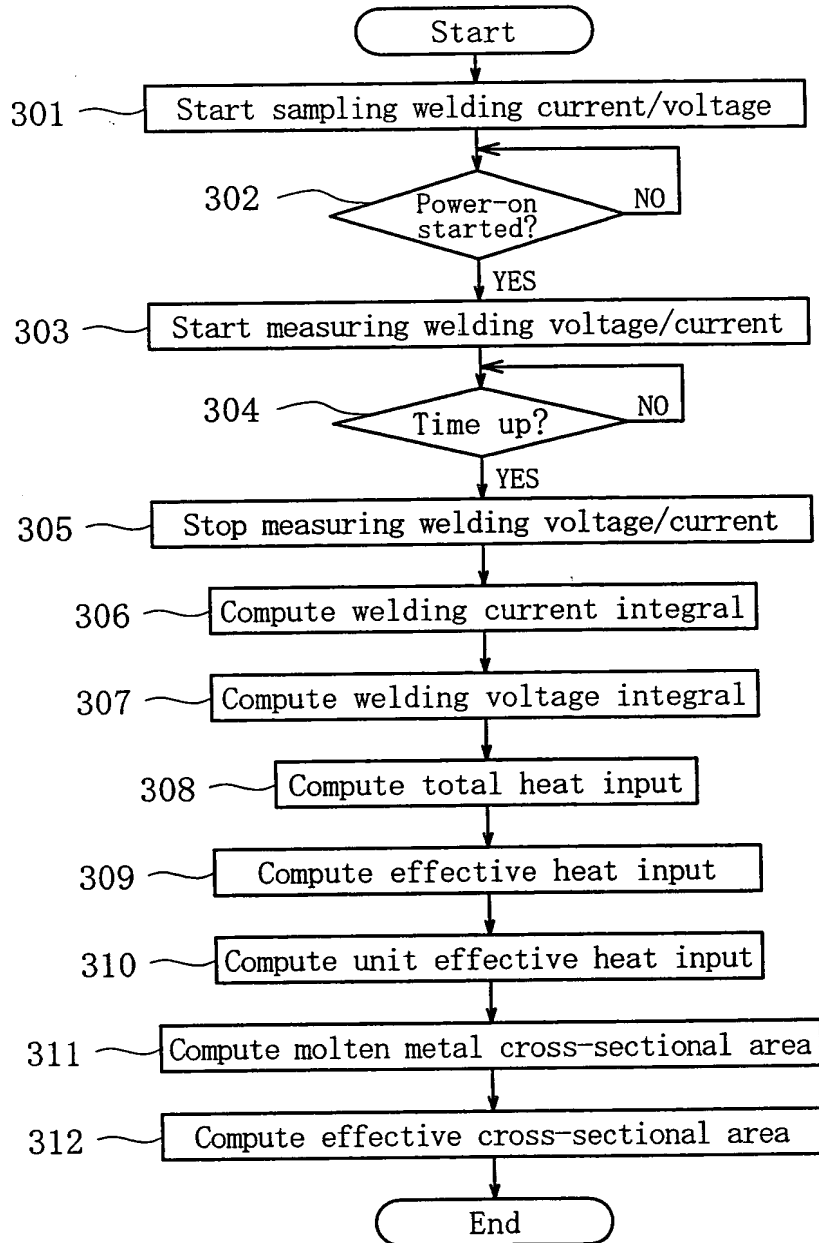 Start
301
Start sampling welding current/voltage
302
Power-on
started?
NO
YES
303
Start measuring welding voltage/current
304
Time up?
NO
YES
305
Stop measuring welding voltage/current
306
Compute welding current integral
307
Compute welding voltage integral
308
Compute total heat input
309
Compute effective heat input
310
Compute unit effective heat input
311
Compute molten metal cross-sectional area
312
Compute effective cross-sectional area
End